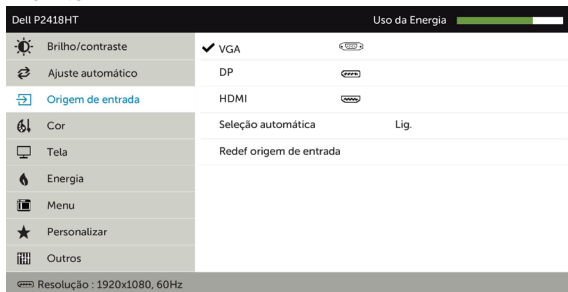 Dell P2418HT
Uso da Energia
Brilho/contraste
Ajuste automático
Origem de entrada
Cor
Tela
Energia
Menu
Personalizar
Outros
VGA
DP
HDMI
Seleção automática Lig.
Redef origem de entrada
Resolução : 1920x1080, 60Hz